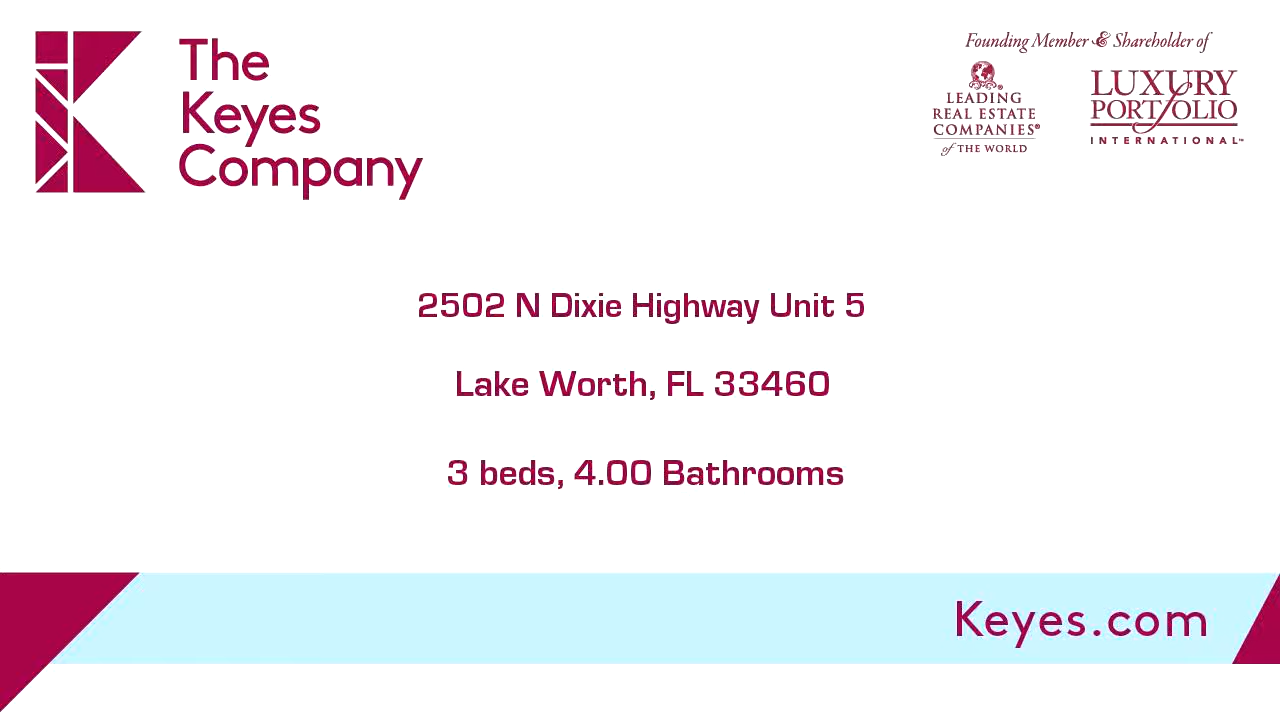 The
Keyes
Company
Founding Member & Shareholder of
LEADING
REAL ESTATE
COMPANIES®
of THE WORLD
LUXURY
PORTFOLIO
INTERNATIONAL™
2502 N Dixie Highway Unit 5
Lake Worth, FL 33460
3 beds, 4.00 Bathrooms
Keyes.com